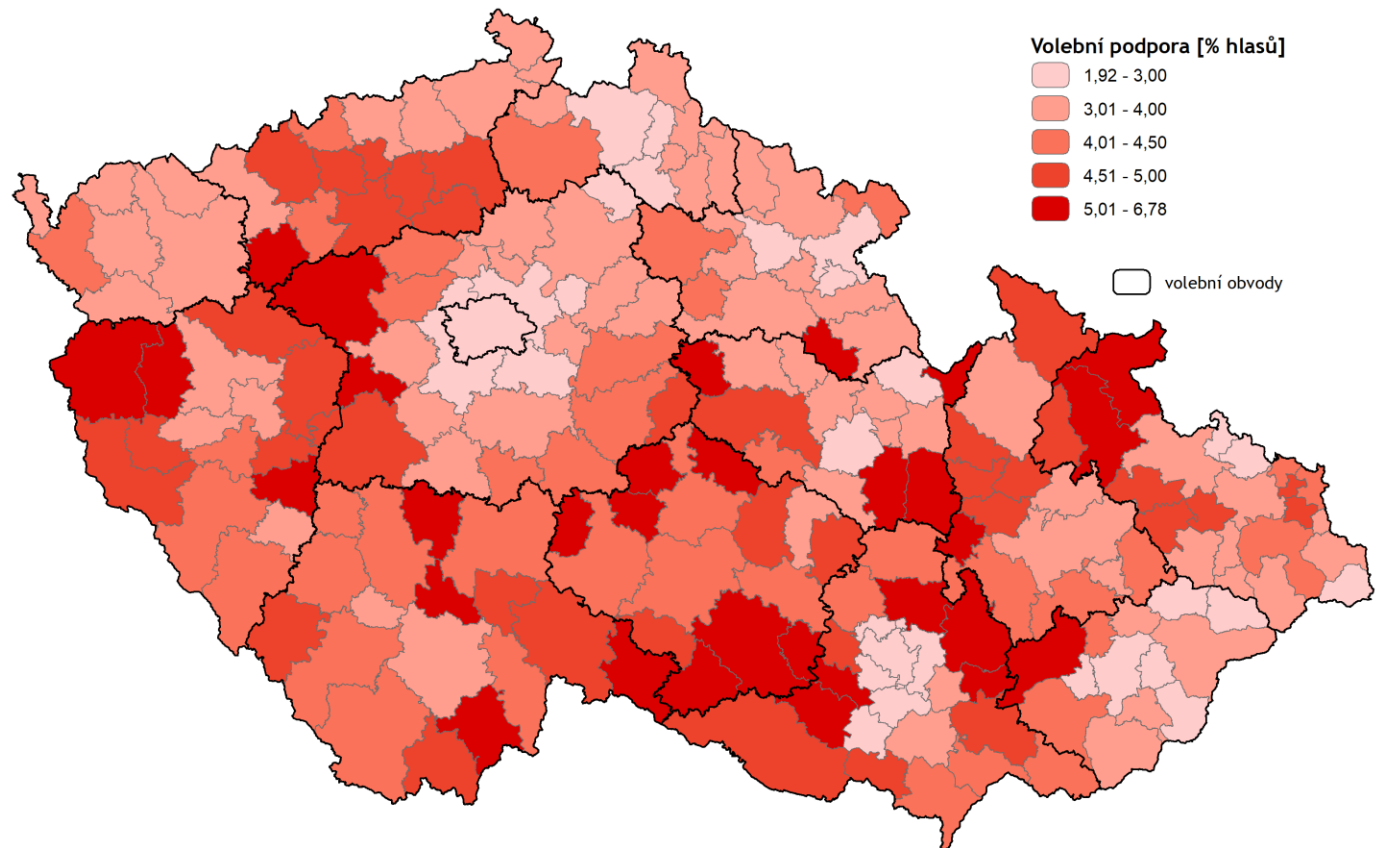 Volební podpora [% hlasů]
1,92 - 3,00
3,01 - 4,00
4,01 - 4,50
4,51 - 5,00
5,01 - 6,78
volební obvody